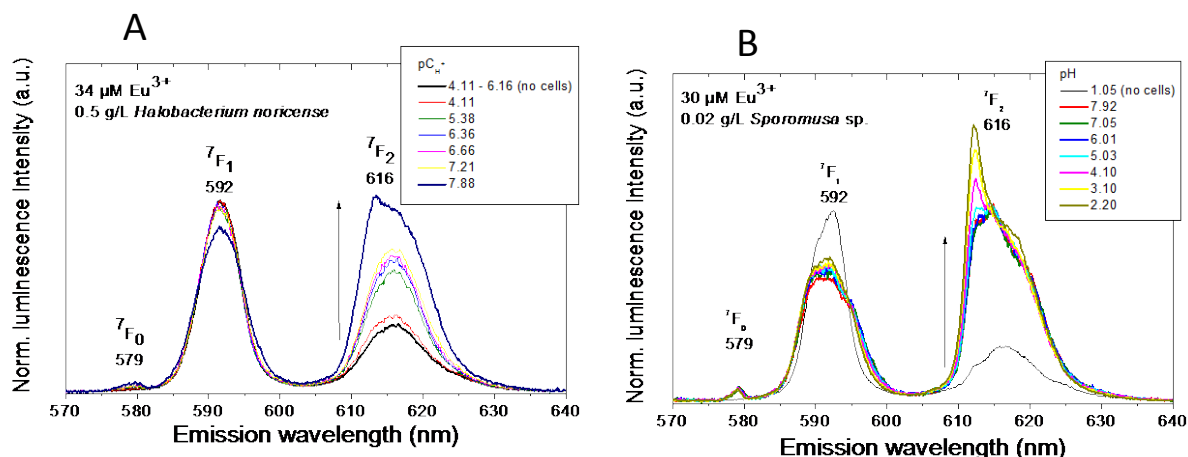 A
34 µM Eu3+
0.5 g/L Halobacterium noricense
pCH+
4.11 - 6.16 (no cells)
4.11
5.38
6.36
6.66
7.21
7.88
7F0
579
7F1
592
7F2
616
Norm. luminescence Intensity (a.u.)
570 580 590 600 610 620 630 640
Emission wavelength (nm)
B
30 µM Eu3+
0.02 g/L Sporomusa sp.
pH
1.05 (no cells)
7.92
7.05
6.01
5.03
4.10
3.10
2.20
7F0
579
7F1
592
7F2
616
Norm. luminescence Intensity (a.u.)
570 580 590 600 610 620 630 640
Emission wavelength (nm)